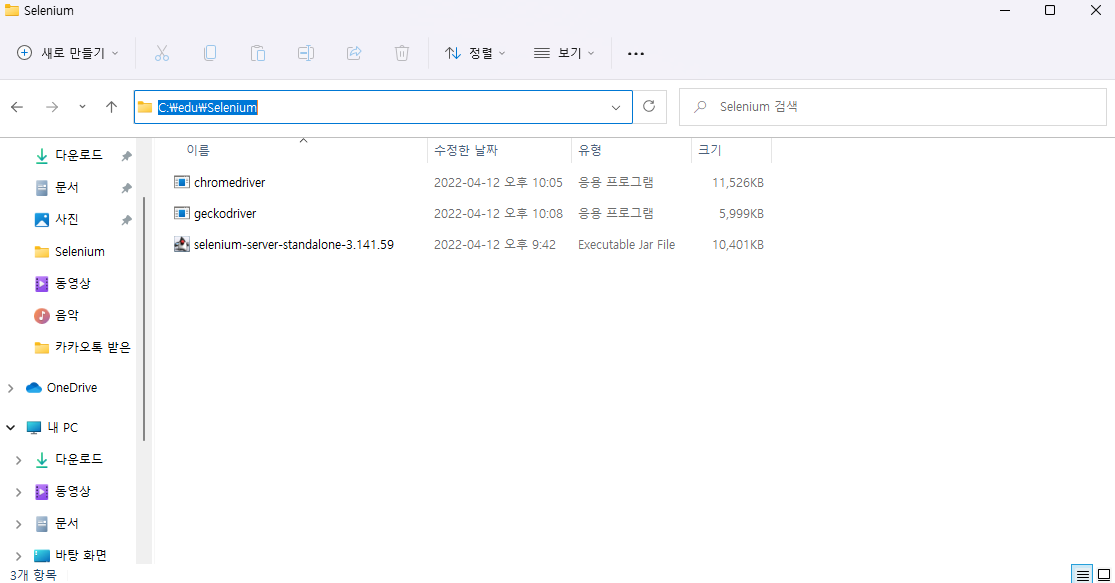 Selenium
새로 만들기 정렬 보기
C:₩edu₩Selenium Selenium 검색
이름 수정한 날짜 유형 크기
chromedriver 2022-04-12 오후 10:05 응용 프로그램 11,526KB
geckodriver 2022-04-12 오후 10:08 응용 프로그램 5,999KB
selenium-server-standalone-3.141.59 2022-04-12 오후 9:42 Executable Jar File 10,401KB
다운로드
문서
사진
Selenium
동영상
음악
카카오톡 받은
OneDrive
내 PC
다운로드
동영상
문서
바탕 화면
3개 항목